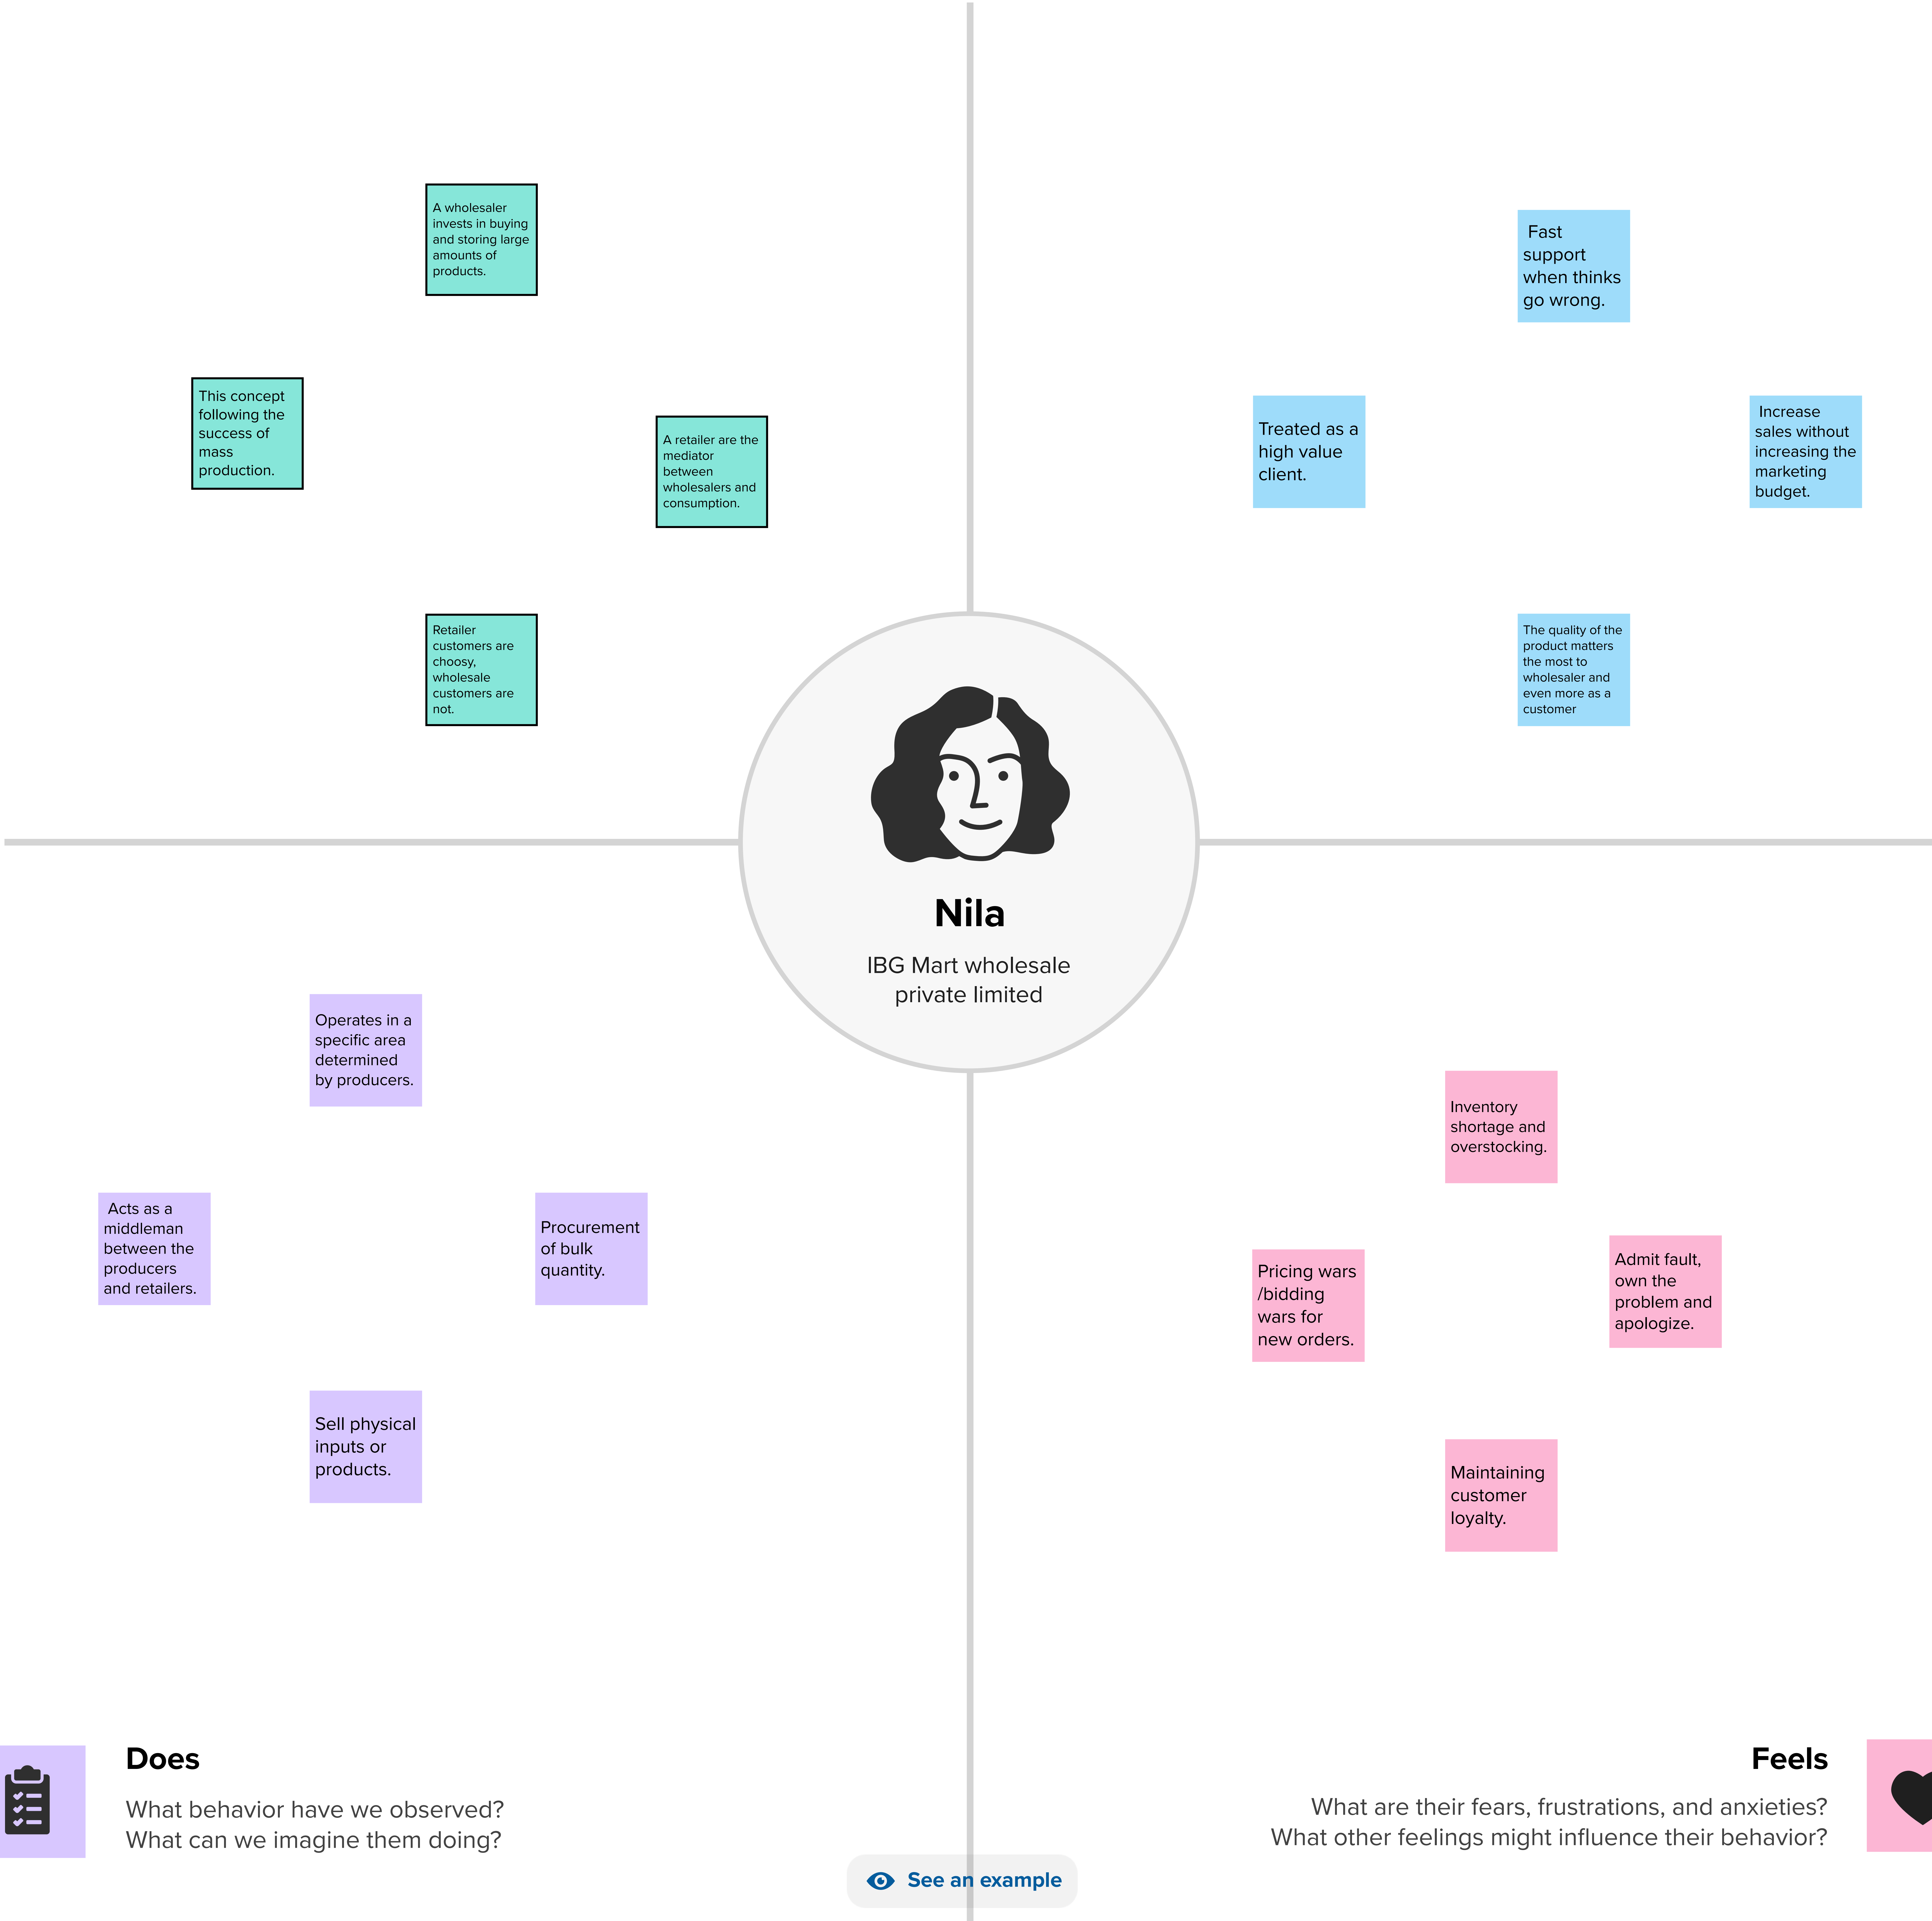 A wholesaler
invests in buying
and storing large
amounts of
products.
This concept
following the
success of
mass
production.
A retailer are the
mediator
between
wholesalers and
consumption.
Retailer
customers are
choosy,
wholesale
customers are
not.
Fast
support
when thinks
go wrong.
Treated as a
high value
client.
Increase
sales without
increasing the
marketing
budget.
The quality of the
product matters
the most to
wholesaler and
even more as a
customer
Nila
IBG Mart wholesale
private limited
Operates in a
specific area
determined
by producers.
Acts as a
middleman
between the
producers
and retailers.
Procurement
of bulk
quantity.
Sell physical
inputs or
products.
Inventory
shortage and
overstocking.
Pricing wars
/bidding
wars for
new orders.
Admit fault,
own the
problem and
apologize.
Maintaining
customer
loyalty.
Does
What behavior have we observed?
What can we imagine them doing?
Feels
What are their fears, frustrations, and anxieties?
What other feelings might influence their behavior?
See an example